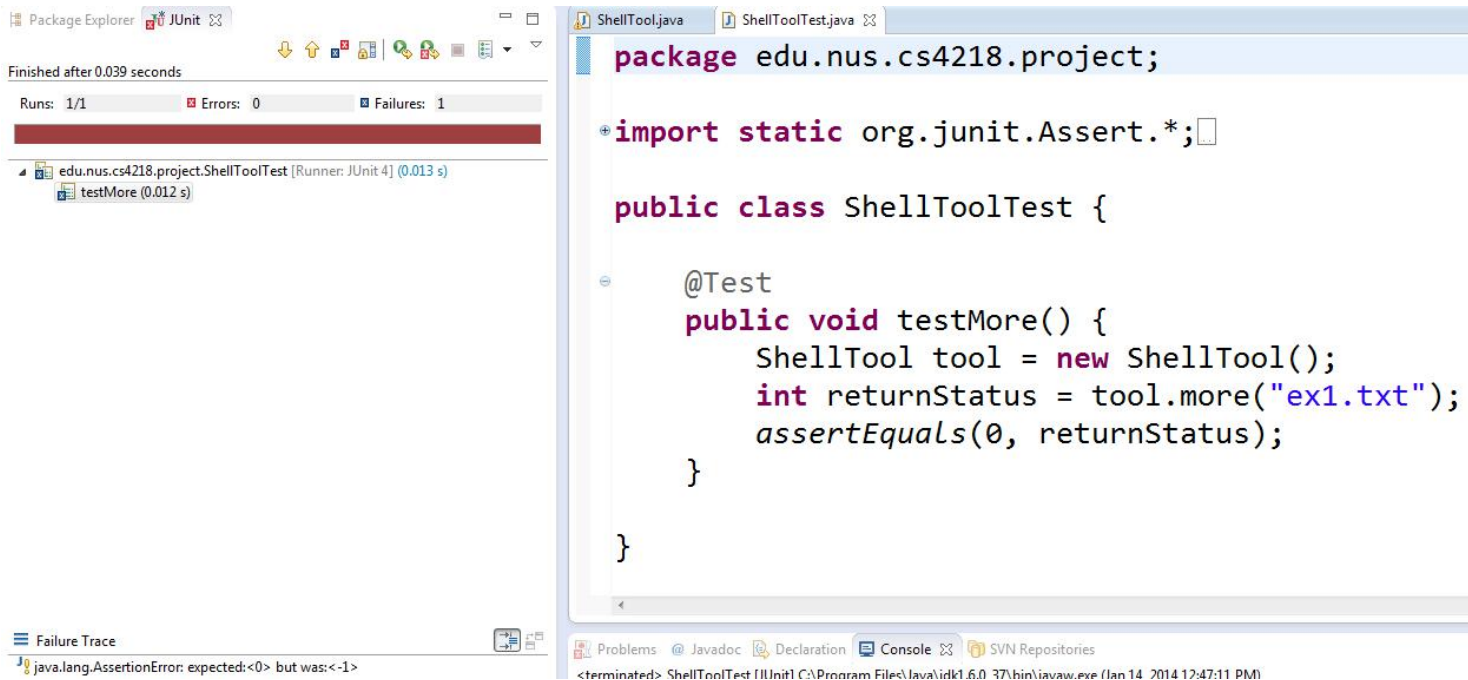 Package Explorer JUnit
Finished after 0.039 seconds
Runs: 1/1 Errors: 0 Failures: 1
edu.nus.cs4218.project.ShellToolTest [Runner: JUnit 4] (0.013 s)
testMore (0.012 s)
Failure Trace
java.lang.AssertionError: expected:<0> but was:<-1>
ShellTool.java ShellToolTest.java
package edu.nus.cs4218.project;
import static org.junit.Assert.*;
public class ShellToolTest {
@Test
public void testMore() {
ShellTool tool = new ShellTool();
int returnStatus = tool.more("ex1.txt");
assertEquals(0, returnStatus);
}
}
Problems @ Javadoc Declaration Console SVN Repositories
<terminated> ShellToolTest [JUnit] C:\Program Files\Java\jdk1.6.0_37\bin\javaw.exe (Jan 14, 2014 12:47:11 PM)